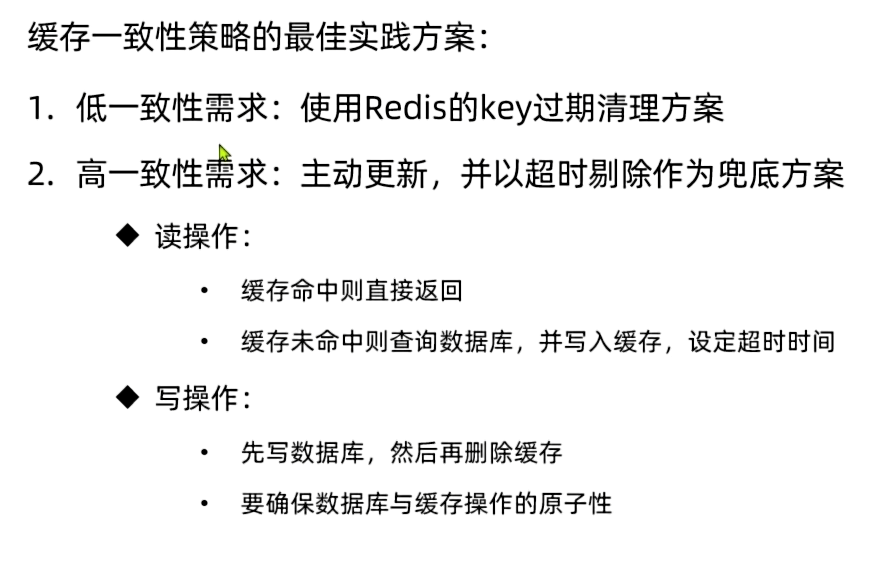 缓存一致性策略的最佳实践方案：
1. 低一致性需求：使用Redis的key过期清理方案
2. 高一致性需求：主动更新，并以超时剔除作为兜底方案
◆ 读操作：
• 缓存命中则直接返回
• 缓存未命中则查询数据库，并写入缓存，设定超时时间
◆ 写操作：
• 先写数据库，然后再删除缓存
• 要确保数据库与缓存操作的原子性